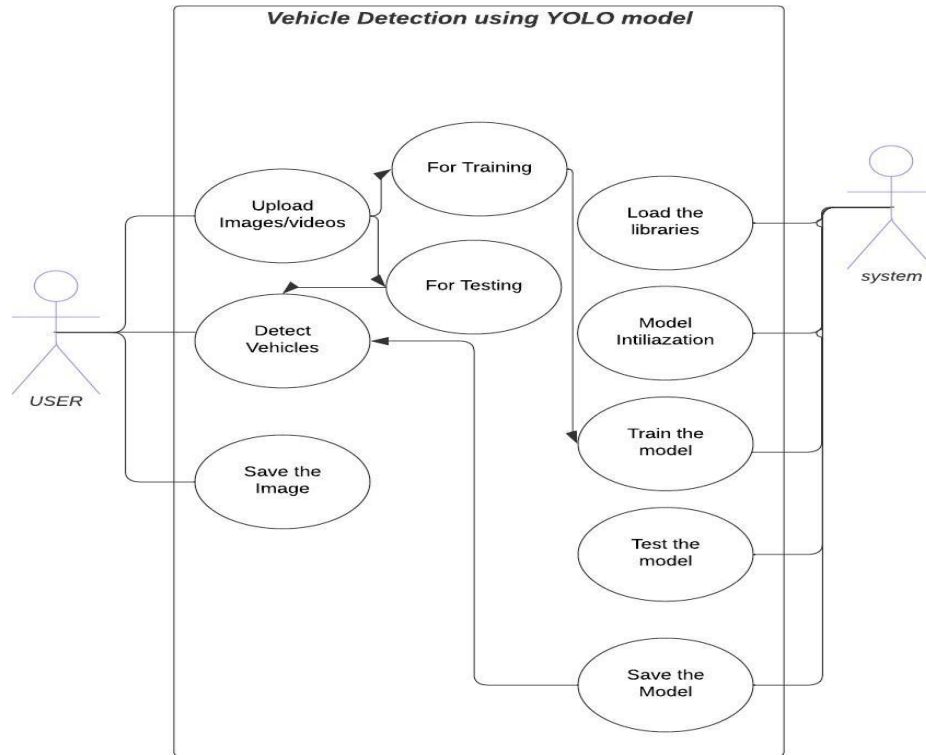 Vehicle Detection using YOLO model
For Training
Upload
Images/videos
Load the
libraries
system
For Testing
Detect
Vehicles
Model
Intiliazation
USER
Train the
model
Save the
Image
Test the
model
Save the
Model